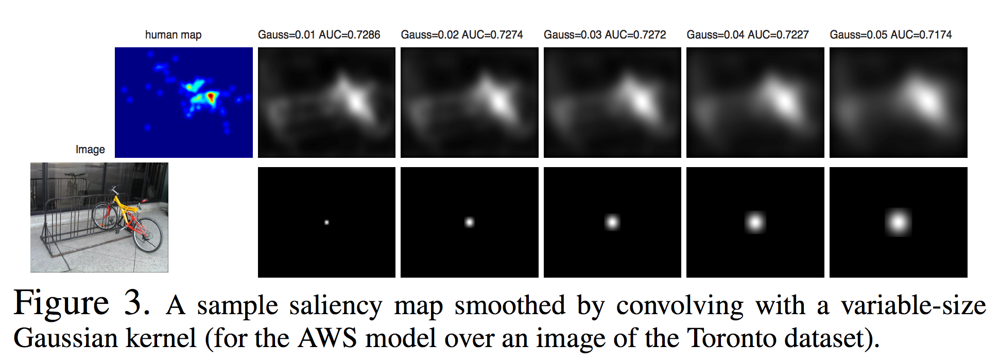 human map
Gauss=0.01 AUC=0.7286
Gauss=0.02 AUC=0.7274
Gauss=0.03 AUC=0.7272
Gauss=0.04 AUC=0.7227
Gauss=0.05 AUC=0.7174
Image
Figure 3. A sample saliency map smoothed by convolving with a variable-size
Gaussian kernel (for the AWS model over an image of the Toronto dataset).